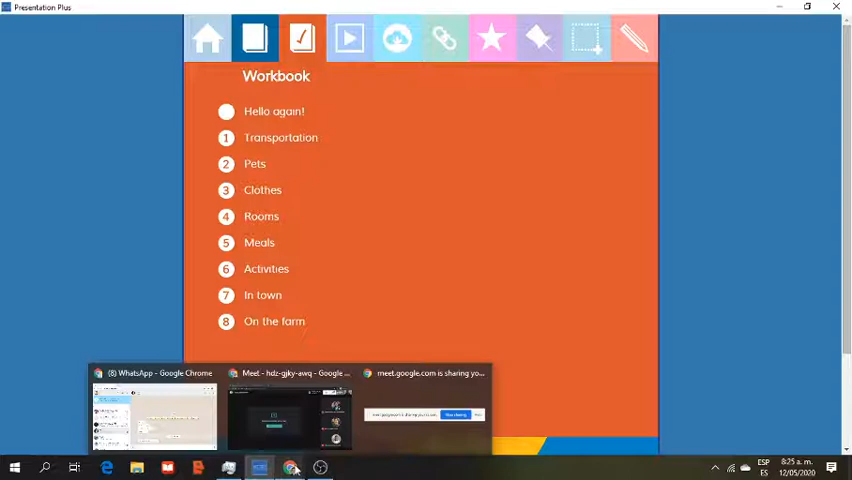 Presentation Plus
Workbook
Hello again!
1 Transportation
2 Pets
3 Clothes
4 Rooms
5 Meals
6 Activities
7 In town
8 On the farm
(8) WhatsApp - Google Chrome
Meet - hdz-gjky-awq - Google ...
meet.google.com is sharing yo...
Stop sharing
ESP
ES
8:25 a. m.
12/05/2020